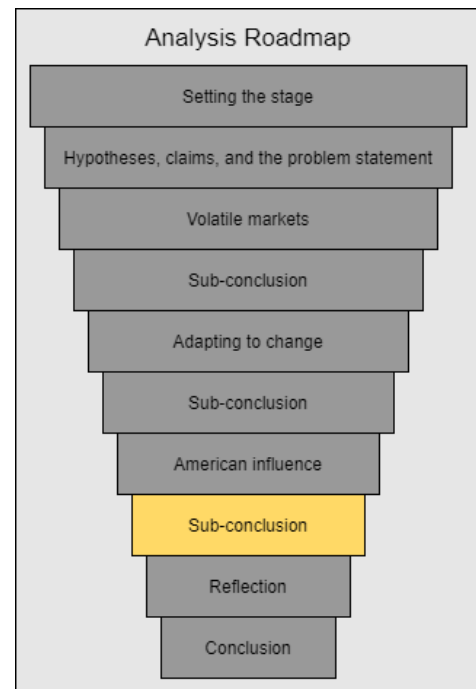 Analysis Roadmap
Setting the stage
Hypotheses, claims, and the problem statement
Volatile markets
Sub-conclusion
Adapting to change
Sub-conclusion
American influence
Sub-conclusion
Reflection
Conclusion